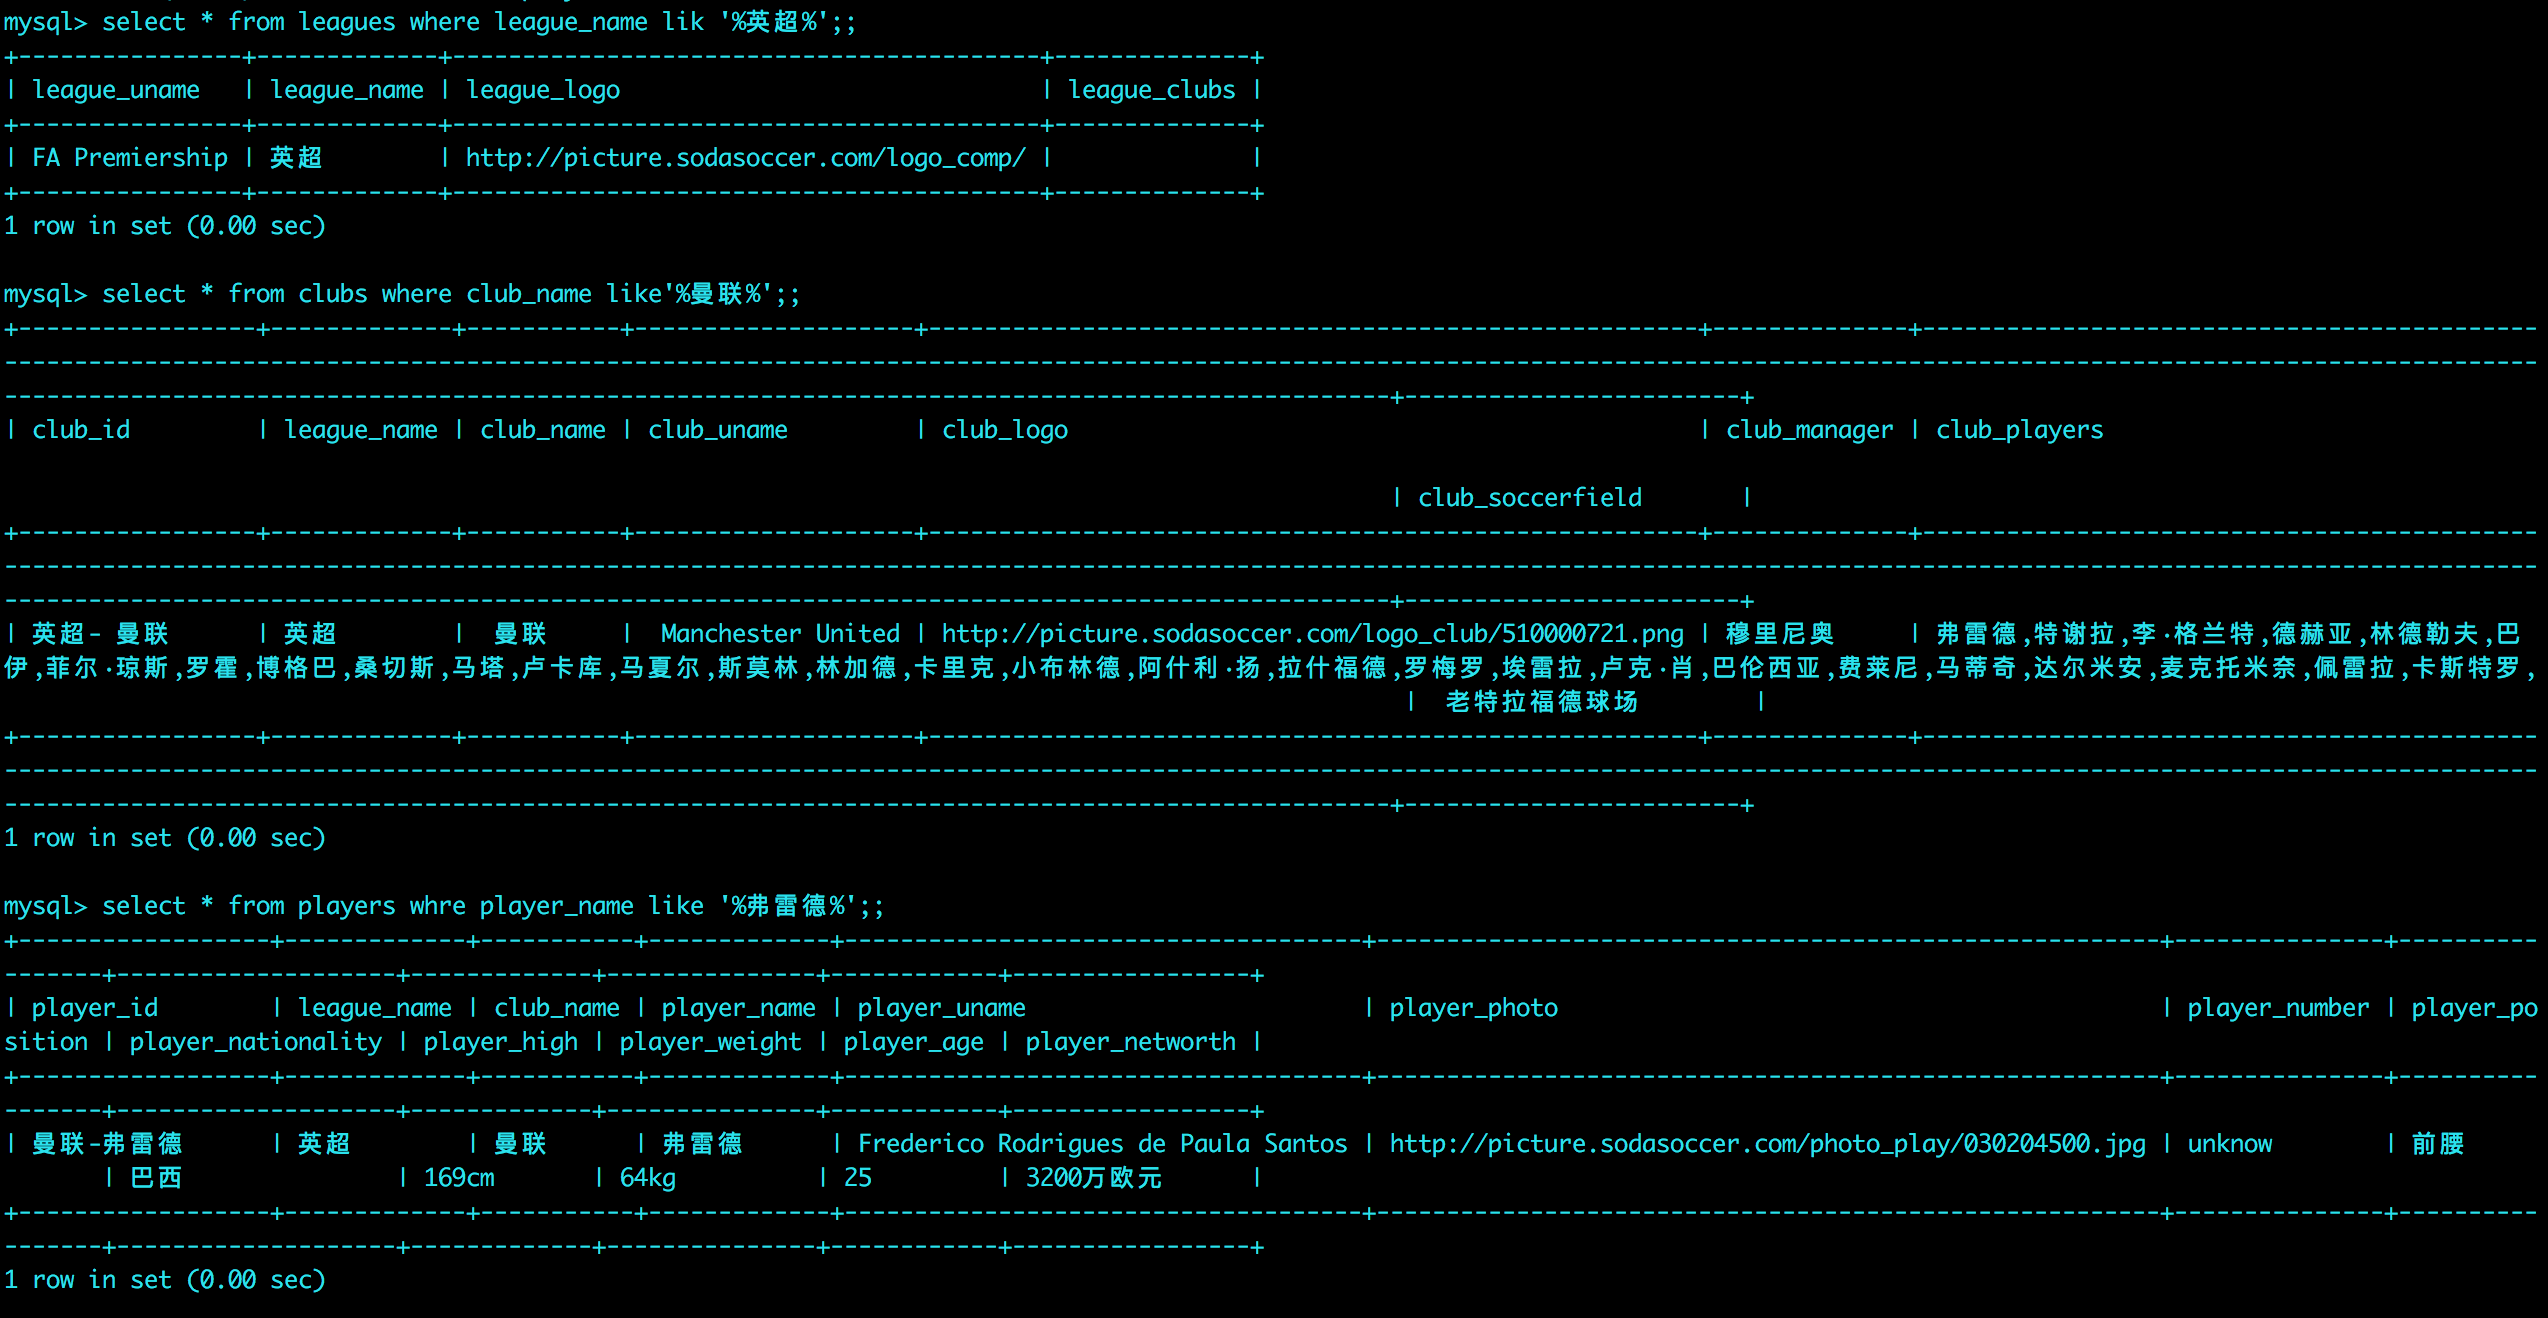 mysql> select * from leagues where league_name lik '%英超%';;
+----------------+-------------+------------------------------------------+--------------+
| league_uname | league_name | league_logo | league_clubs |
+----------------+-------------+------------------------------------------+--------------+
| FA Premiership | 英超 | http://picture.sodasoccer.com/logo_comp/ | |
+----------------+-------------+------------------------------------------+--------------+
1 row in set (0.00 sec)
mysql> select * from clubs where club_name like'%曼联%';;
| club_id | league_name | club_name | club_uname | club_logo | club_manager | club_players
| club_soccerfield |
| 英超- 曼联 | 英超 | 曼联 | Manchester United | http://picture.sodasoccer.com/logo_club/510000721.png | 穆里尼奥 | 弗雷德,特谢拉,李·格兰特,德赫亚,林德勒夫,巴
伊,菲尔·琼斯,罗霍,博格巴,桑切斯,马塔,卢卡库,马夏尔,斯莫林,林加德,卡里克,小布林德,阿什利·扬,拉什福德,罗梅罗,埃雷拉,卢克·肖,巴伦西亚,费莱尼,马蒂奇,达尔米安,麦克托米奈,佩雷拉,卡斯特罗,
| 老特拉福德球场 |
1 row in set (0.00 sec)
mysql> select * from players whre player_name like '%弗雷德%';;
| player_id | league_name | club_name | player_name | player_uname | player_photo | player_number | player_po
sition | player_nationality | player_high | player_weight | player_age | player_networth |
| 曼联-弗雷德 | 英超 | 曼联 | 弗雷德 | Frederico Rodrigues de Paula Santos | http://picture.sodasoccer.com/photo_play/030204500.jpg | unknow | 前腰
| 巴西 | 169cm | 64kg | 25 | 3200万欧元 |
1 row in set (0.00 sec)